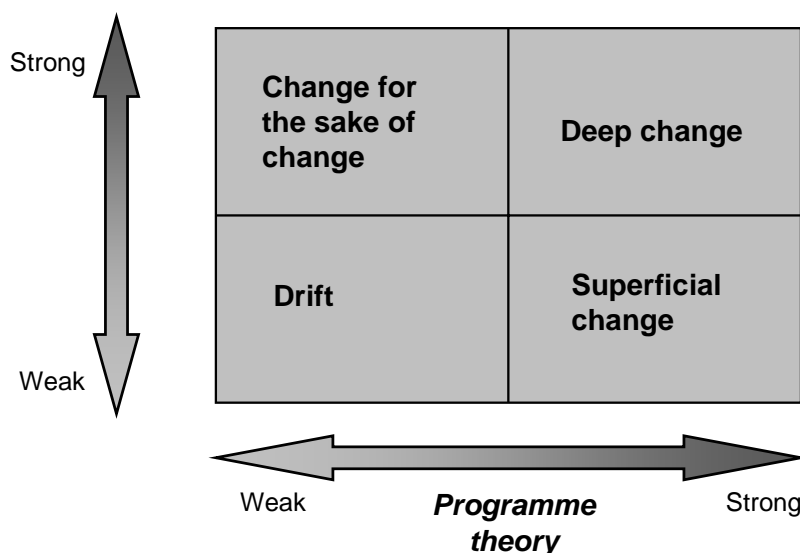 Strong
Change for
the sake of
change
Deep change
Drift
Superficial
change
Weak
Weak
Programme
theory
Strong